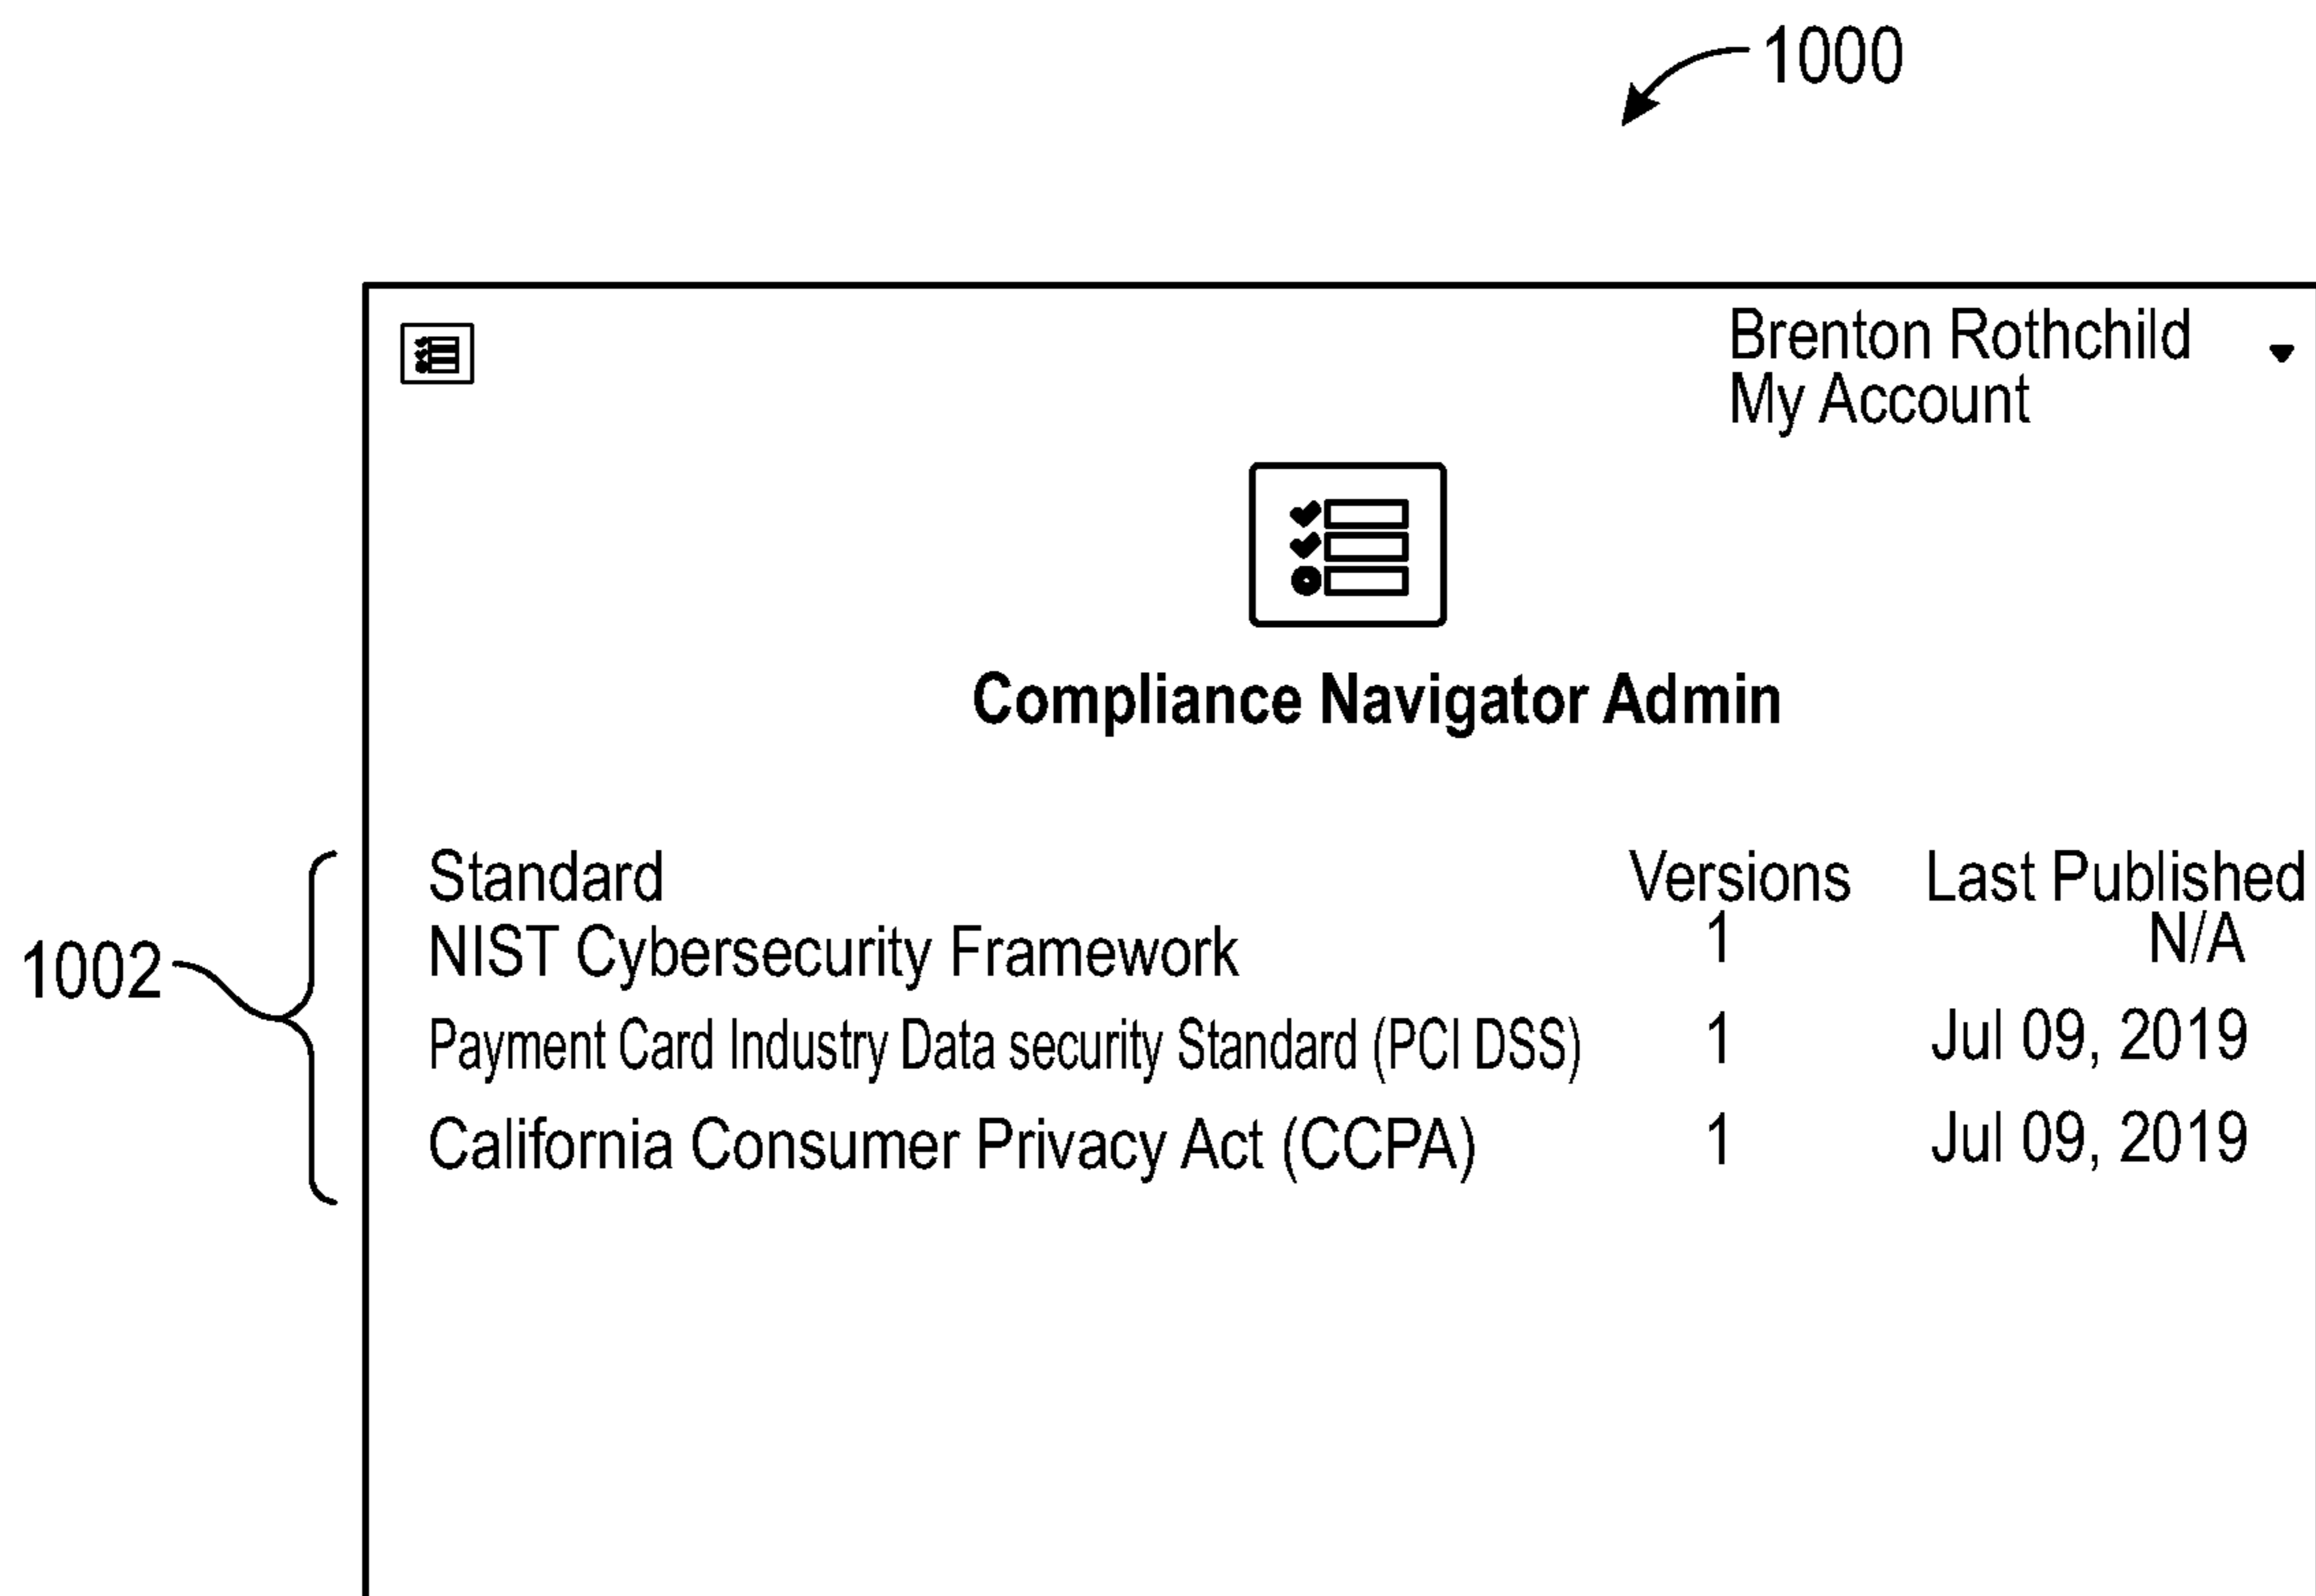 1000
Brenton Rothchild
My Account
Compliance Navigator Admin
1002
Standard Versions Last Published
NIST Cybersecurity Framework 1 N/A
Payment Card Industry Data security Standard (PCI DSS) 1 Jul 09, 2019
California Consumer Privacy Act (CCPA) 1 Jul 09, 2019